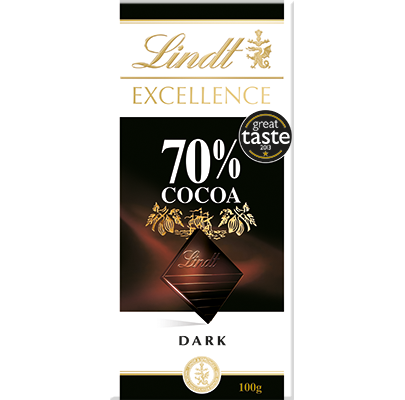 Lindt
EXCELLENCE
great
taste
2013
70%
COCOA
Lindt
DARK
100g